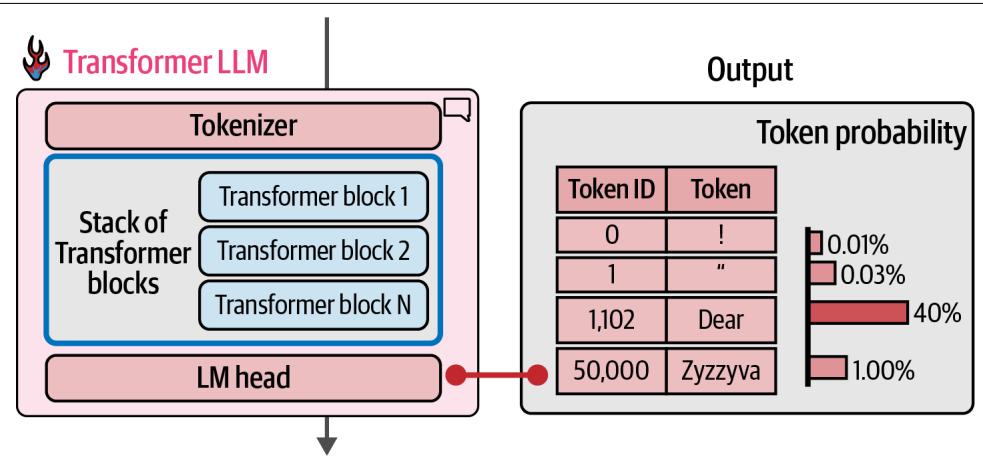 Transformer LLM
Tokenizer
Stack of
Transformer
blocks
Transformer block 1
Transformer block 2
Transformer block N
LM head
Output
Token probability
Token ID Token
0 ! 0.01%
1 “ 0.03%
1,102 Dear 40%
50,000 Zyzzyva 1.00%